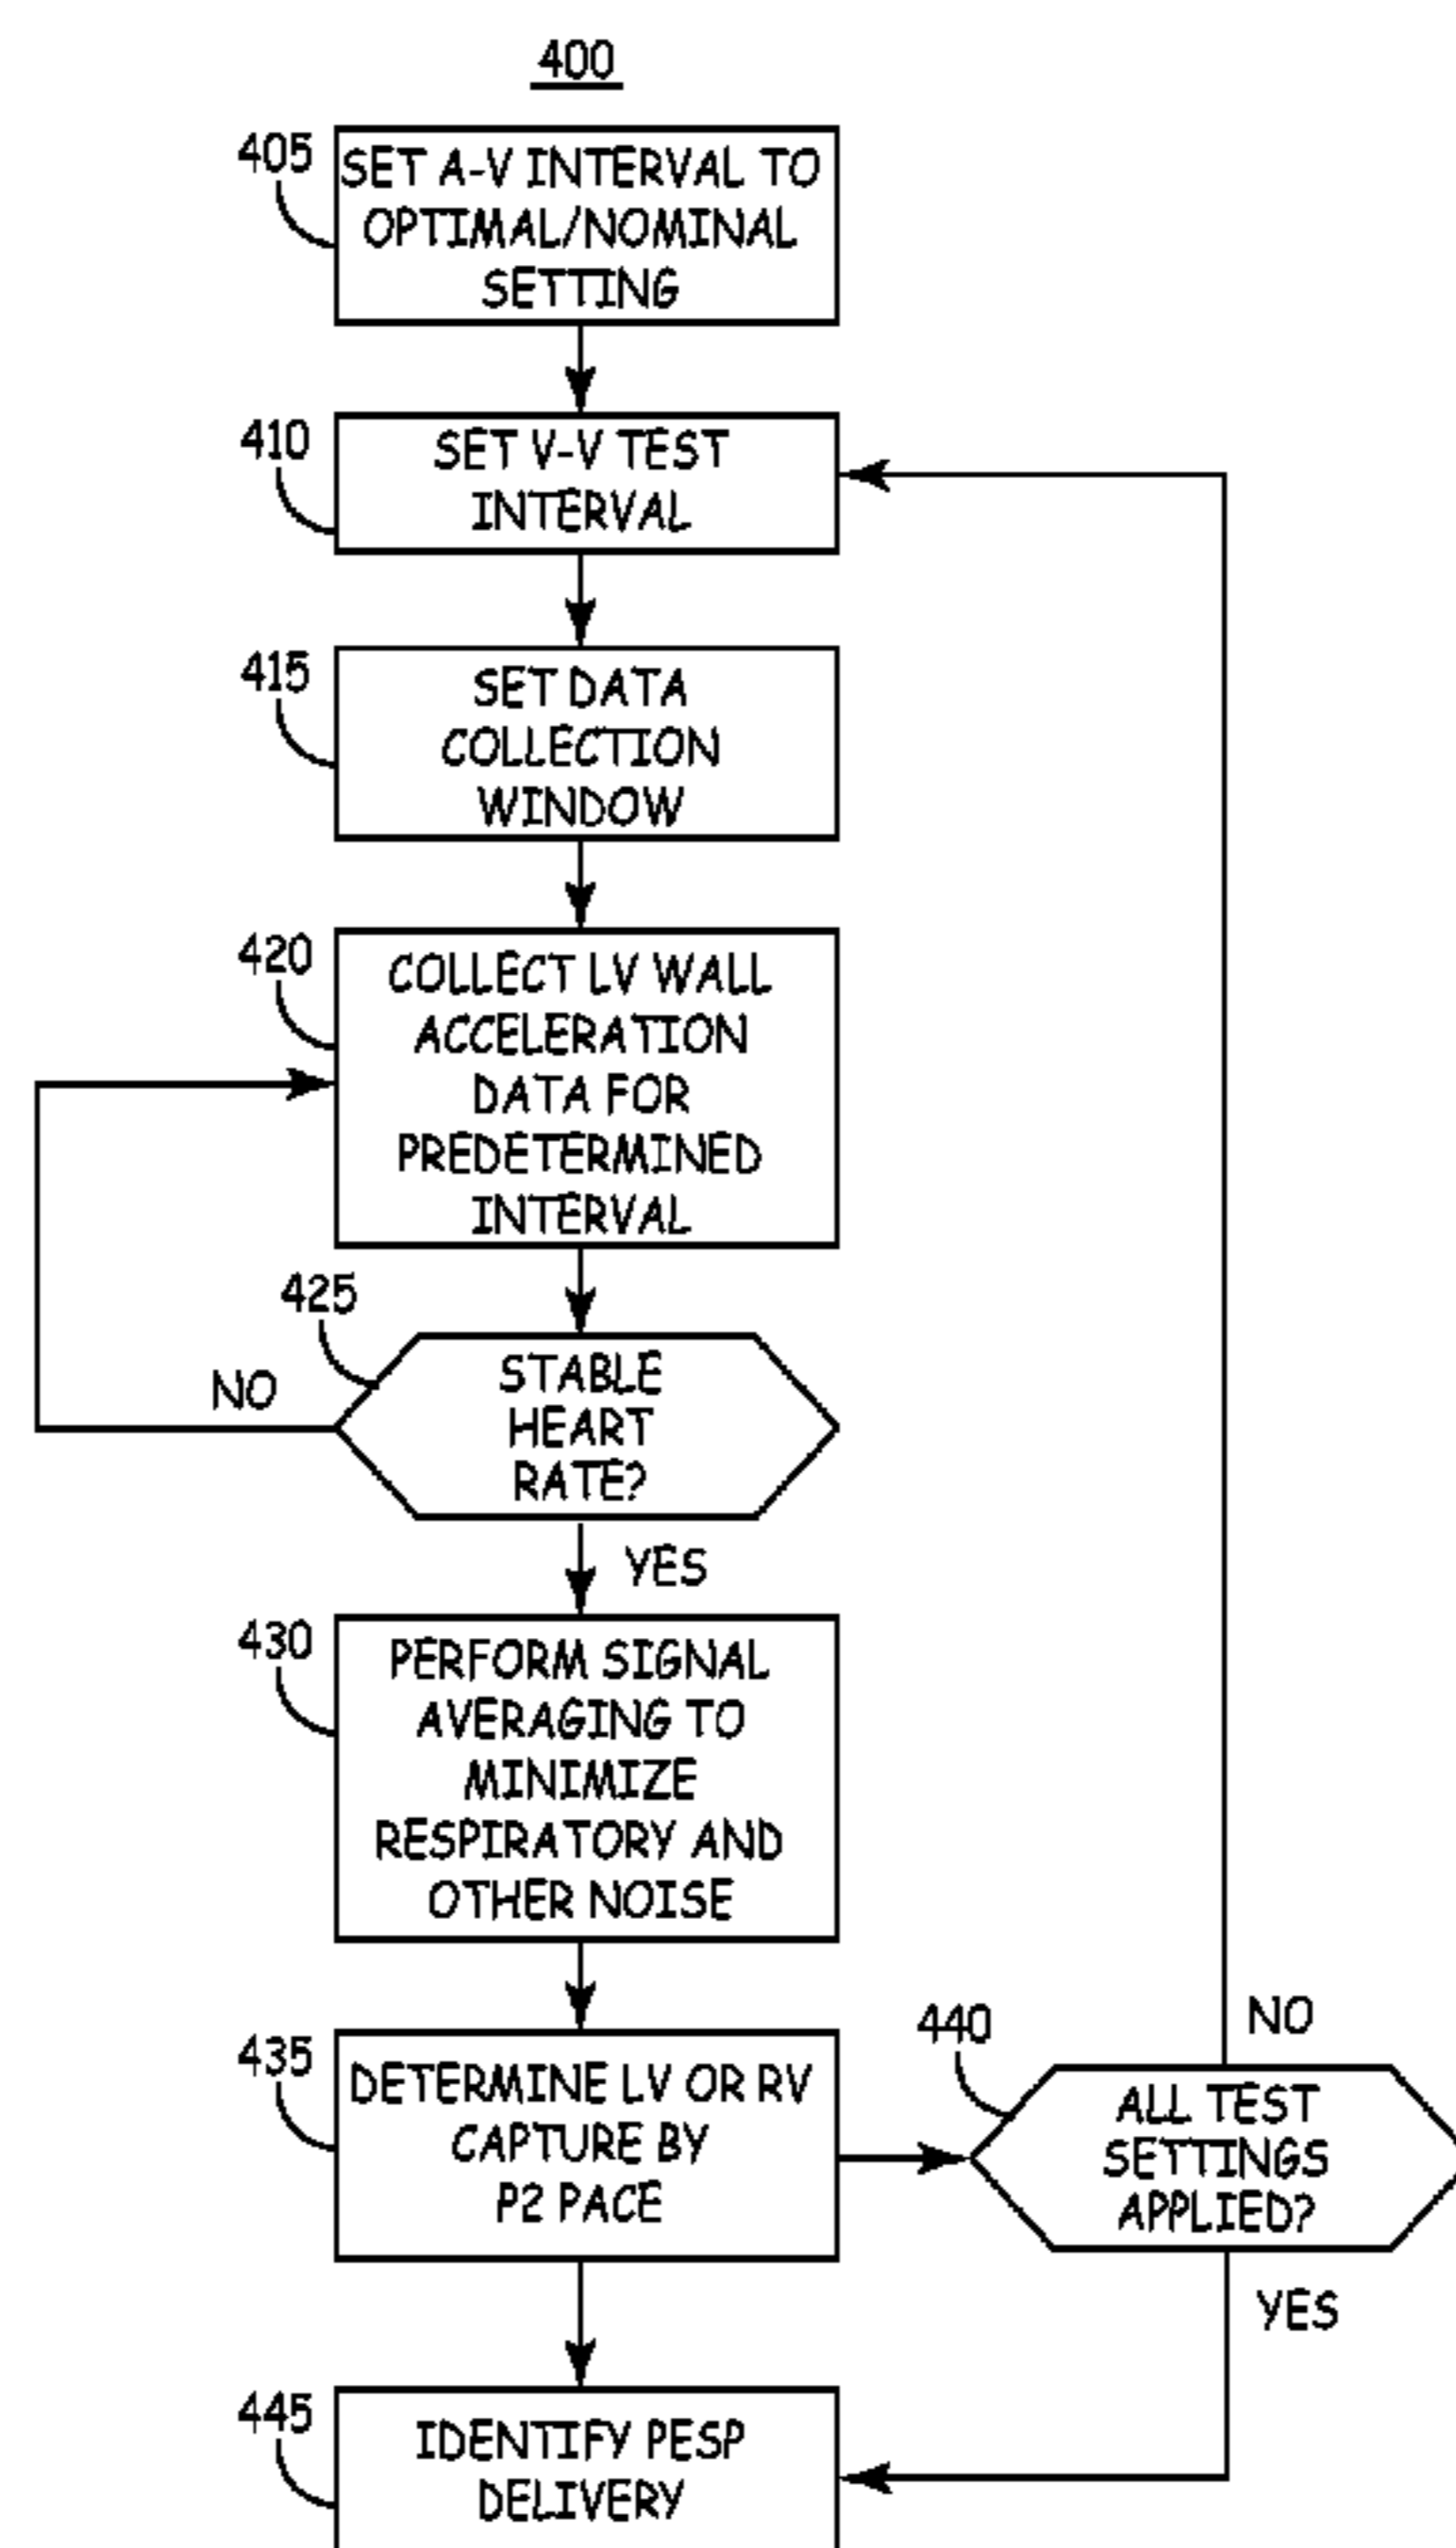 400
405
SET A-V INTERVAL TO
OPTIMAL/NOMINAL
SETTING
410
SET V-V TEST
INTERVAL
415
SET DATA
COLLECTION
WINDOW
420
COLLECT LV WALL
ACCELERATION
DATA FOR
PREDETERMINED
INTERVAL
425
STABLE
HEART
RATE?
NO
YES
430
PERFORM SIGNAL
AVERAGING TO
MINIMIZE
RESPIRATORY AND
OTHER NOISE
435
DETERMINE LV OR RV
CAPTURE BY
P2 PACE
440
NO
ALL TEST
SETTINGS
APPLIED?
YES
445
IDENTIFY PESP
DELIVERY